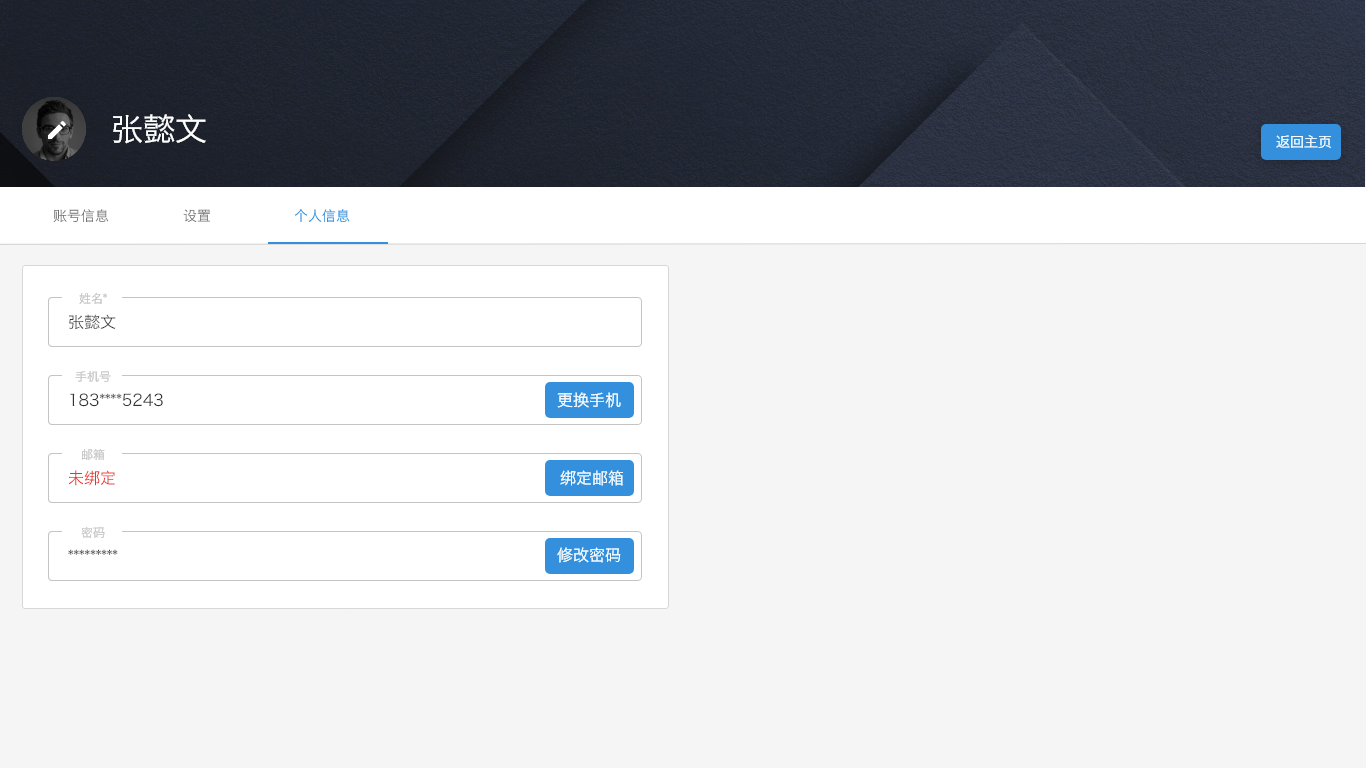 张懿文
返回主页
账号信息
设置
个人信息
姓名*
张懿文
手机号
183****5243
更换手机
邮箱
未绑定
绑定邮箱
密码
*********
修改密码